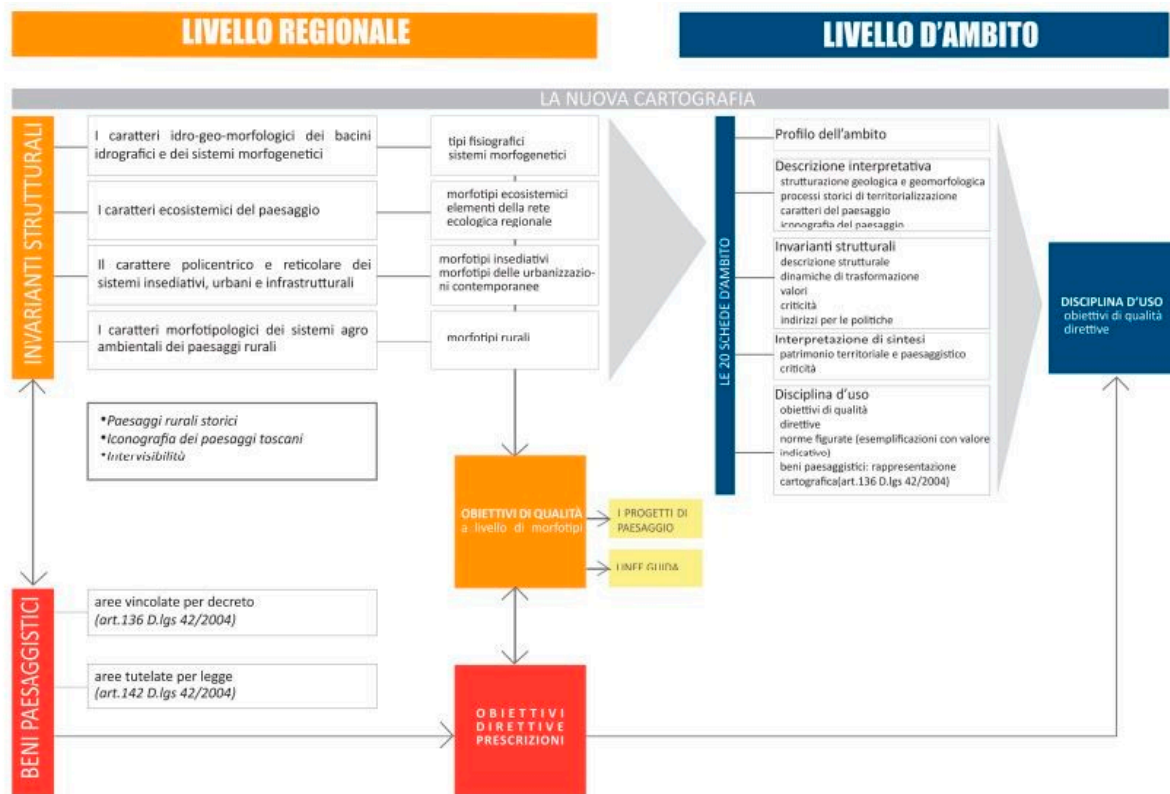 LIVELLO REGIONALE
LIVELLO D'AMBITO
LA NUOVA CARTOGRAFIA
INVARIANTI STRUTTURALI
I caratteri idro-geo-morfologici dei bacini
idrografici e dei sistemi morfogenetici
tipi fisiografici
sistemi morfogenetici
I caratteri ecosistemici del paesaggio
morfotipi ecosistemici
elementi della rete
ecologica regionale
Il carattere policentrico e reticolare dei
sistemi insediativi, urbani e infrastrutturali
morfotipi insediativi
morfotipi delle urbanizzazio-
ni contemporanee
I caratteri morfotipologici dei sistemi agro
ambientali dei paesaggi rurali
morfotipi rurali
•Paesaggi rurali storici
•Iconografia dei paesaggi toscani
•Intervisibilità
OBIETTIVI DI QUALITÀ
a livello di morfotipi
I PROGETTI DI
PAESAGGIO
LINEE GUIDA
BENI PAESAGGISTICI
aree vincolate per decreto
(art.136 D.lgs 42/2004)
aree tutelate per legge
(art.142 D.lgs 42/2004)
OBIETTIVI
DIRETTIVE
PRESCRIZIONI
LE 20 SCHEDE D'AMBITO
Profilo dell'ambito
Descrizione interpretativa
strutturazione geologica e geomorfologica
processi storici di territorializzazione
caratteri del paesaggio
iconografia del paesaggio
Invarianti strutturali
descrizione strutturale
dinamiche di trasformazione
valori
criticità
indirizzi per le politiche
Interpretazione di sintesi
patrimonio territoriale e paesaggistico
criticità
Disciplina d'uso
obiettivi di qualità
direttive
norme figurate (esemplificazioni con valore
indicativo)
beni paesaggistici: rappresentazione
cartografica(art.136 D.lgs 42/2004)
DISCIPLINA D'USO
obiettivi di qualità
direttive